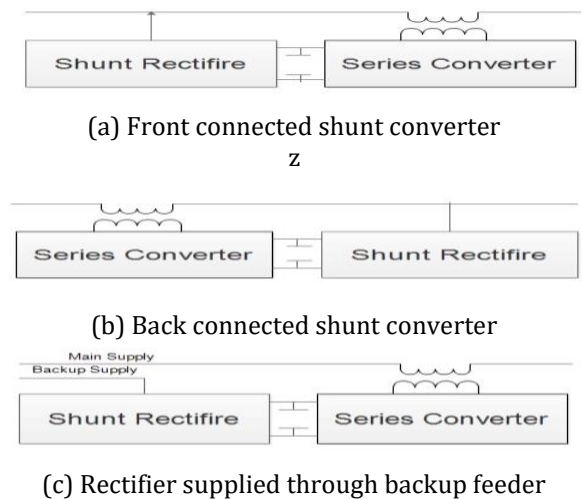 Shunt Rectifire Series Converter
(a) Front connected shunt converter
z
Series Converter Shunt Rectifire
(b) Back connected shunt converter
Main Supply
Backup Supply
Shunt Rectifire Series Converter
(c) Rectifier supplied through backup feeder